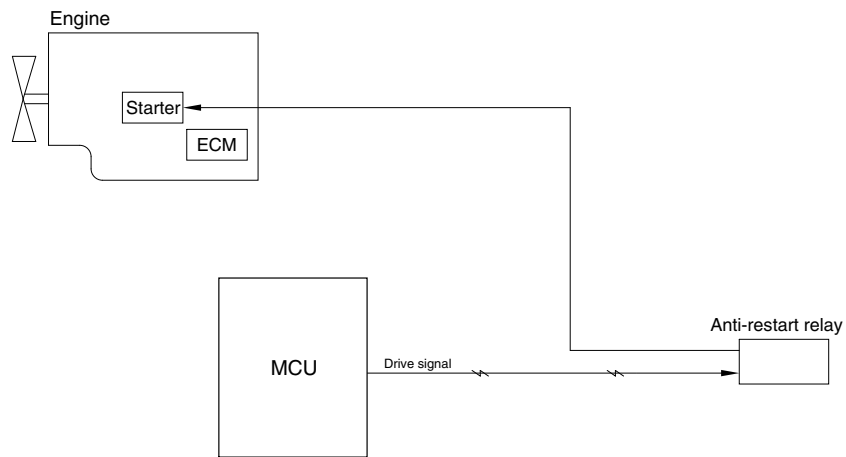 Engine
Starter
ECM
Anti-restart relay
MCU
Drive signal